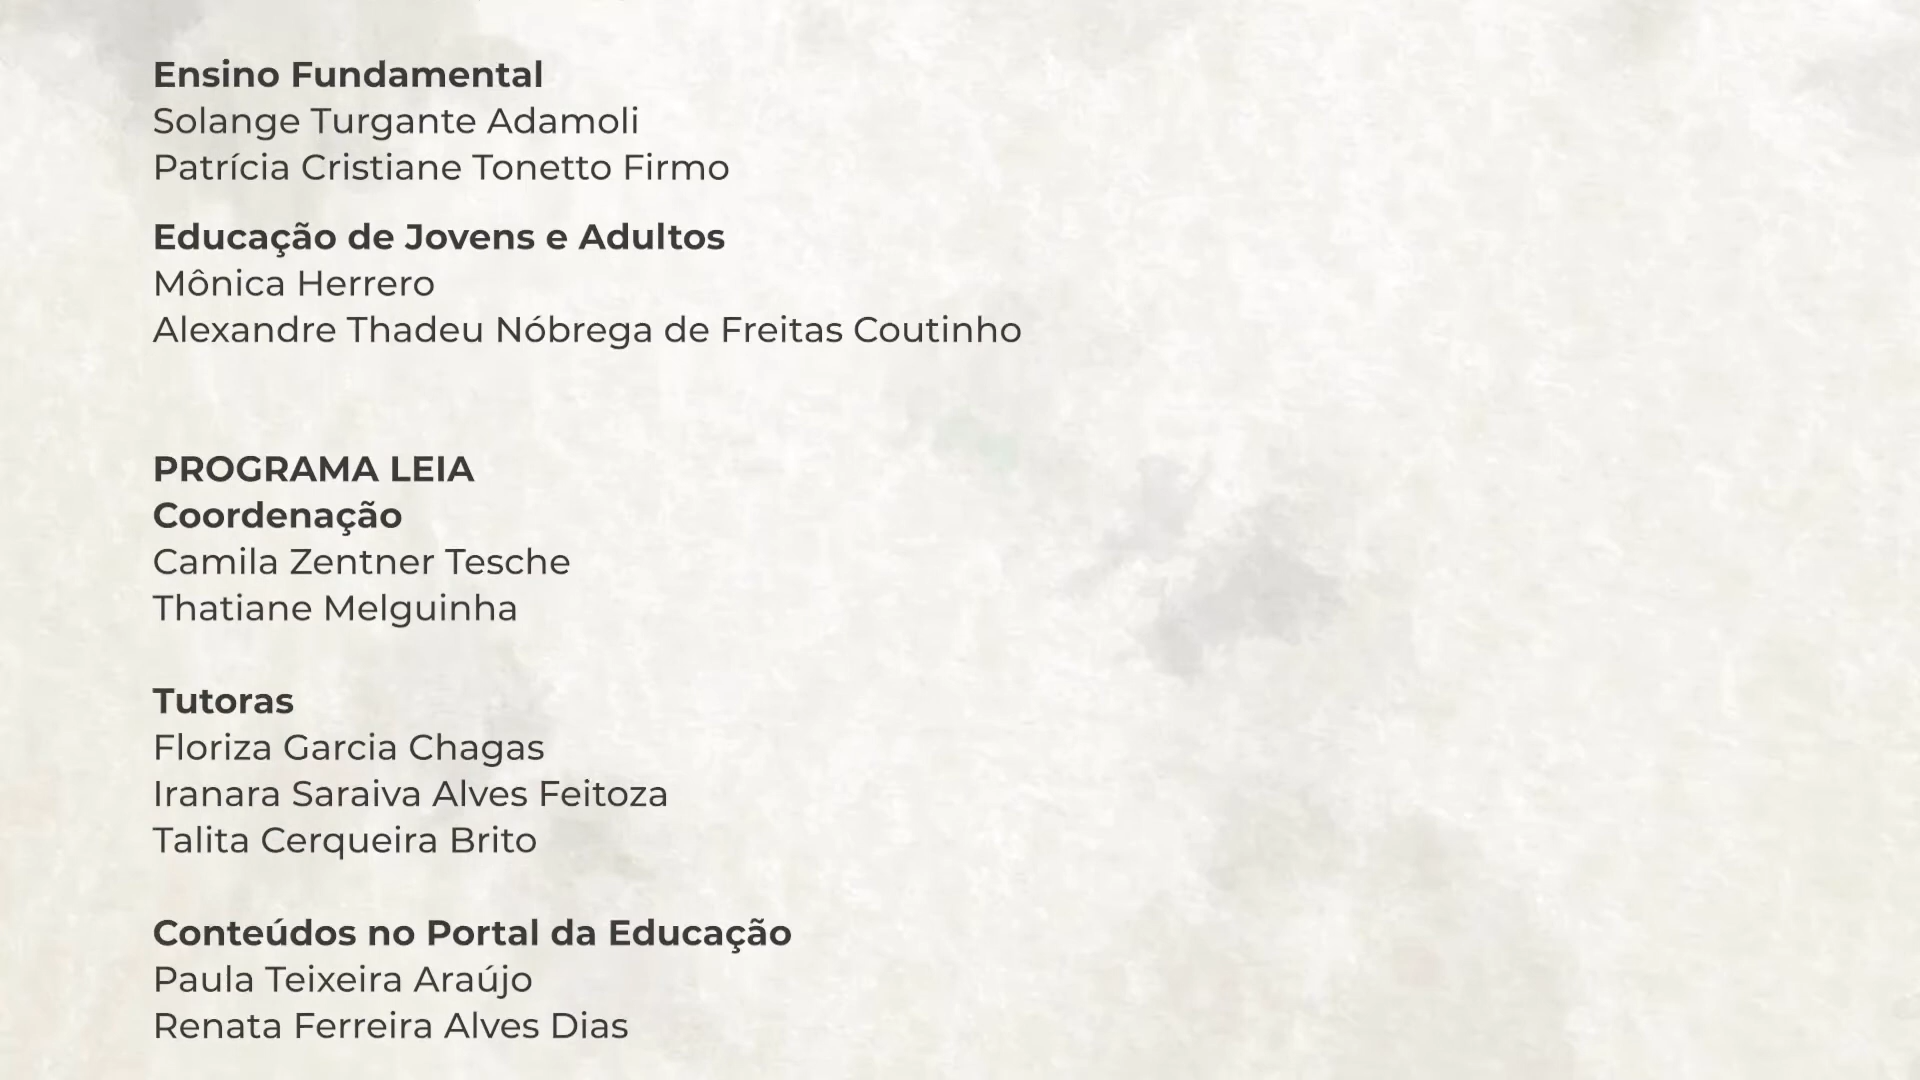 Ensino Fundamental
Solange Turgante Adamoli
Patrícia Cristiane Tonetto Firmo
Educação de Jovens e Adultos
Mônica Herrero
Alexandre Thadeu Nóbrega de Freitas Coutinho
PROGRAMA LEIA
Coordenação
Camila Zentner Tesche
Thatiane Melguinha
Tutoras
Floriza Garcia Chagas
Iranara Saraiva Alves Feitoza
Talita Cerqueira Brito
Conteúdos no Portal da Educação
Paula Teixeira Araújo
Renata Ferreira Alves Dias